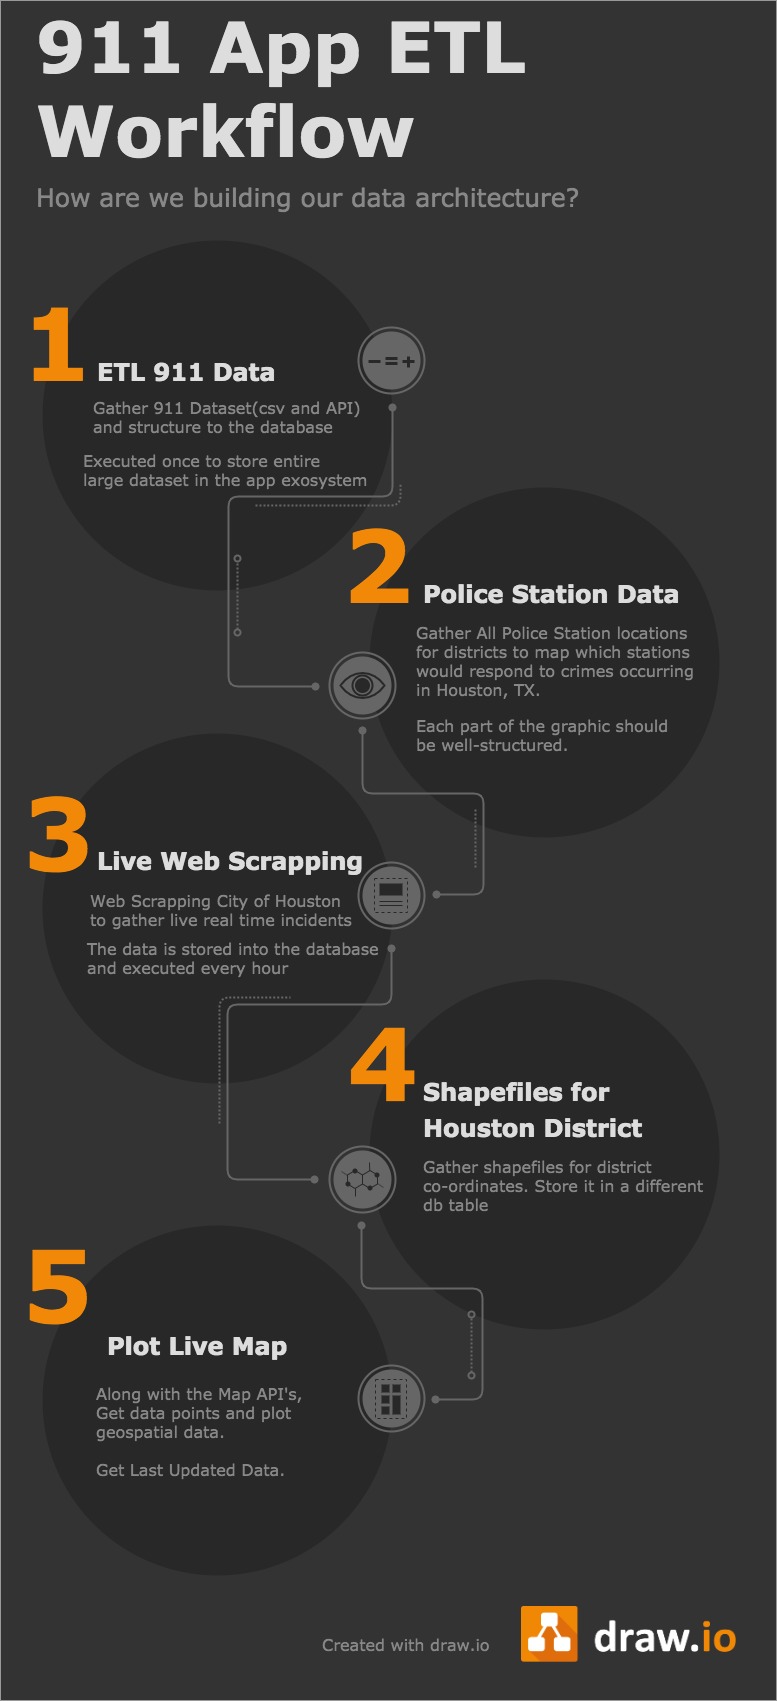 911 App ETL
Workflow
How are we building our data architecture?
1
ETL 911 Data
Gather 911 Dataset(csv and API)
and structure to the database
Executed once to store entire
large dataset in the app exosystem
2
Police Station Data
Gather All Police Station locations
for districts to map which stations
would respond to crimes occurring
in Houston, TX.
Each part of the graphic should
be well-structured.
3
Live Web Scrapping
Web Scrapping City of Houston
to gather live real time incidents
The data is stored into the database
and executed every hour
4
Shapefiles for
Houston District
Gather shapefiles for district
co-ordinates. Store it in a different
db table
5
Plot Live Map
Along with the Map API's,
Get data points and plot
geospatial data.
Get Last Updated Data.
Created with draw.io
draw.io